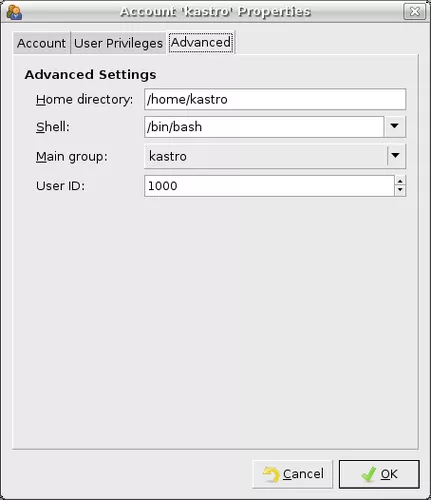 Account 'kastro' Properties
Account User Privileges Advanced
Advanced Settings
Home directory: /home/kastro
Shell: /bin/bash
Main group: kastro
User ID: 1000
Cancel OK